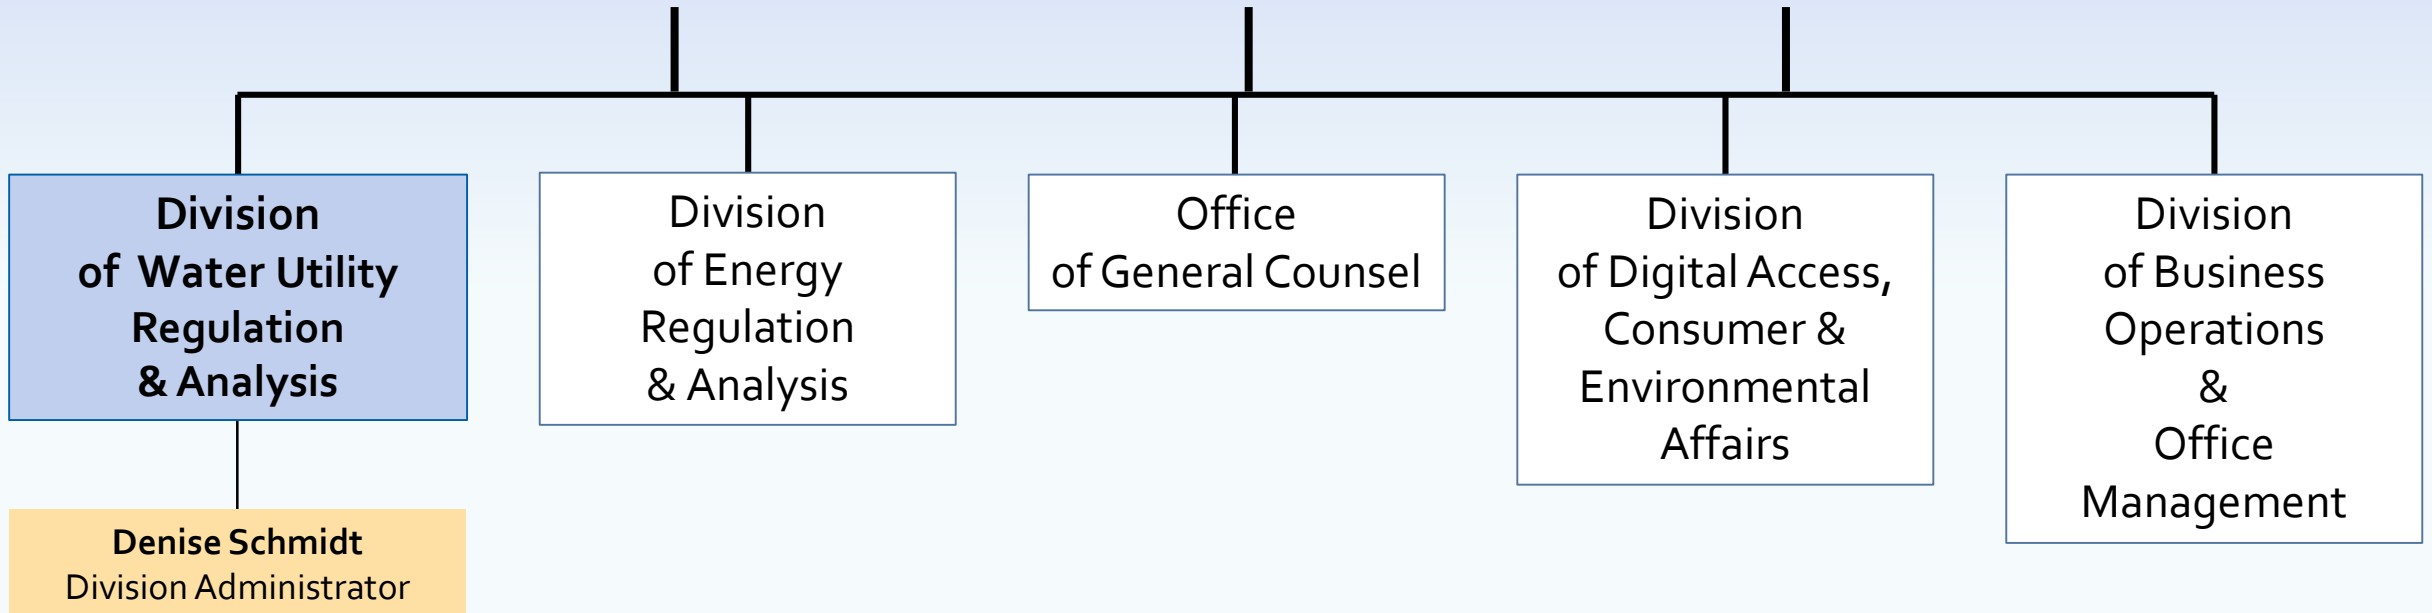 Division
of Water Utility
Regulation
& Analysis
Denise Schmidt
Division Administrator
Division
of Energy
Regulation
& Analysis
Office
of General Counsel
Division
of Digital Access,
Consumer &
Environmental
Affairs
Division
of Business
Operations
&
Office
Management